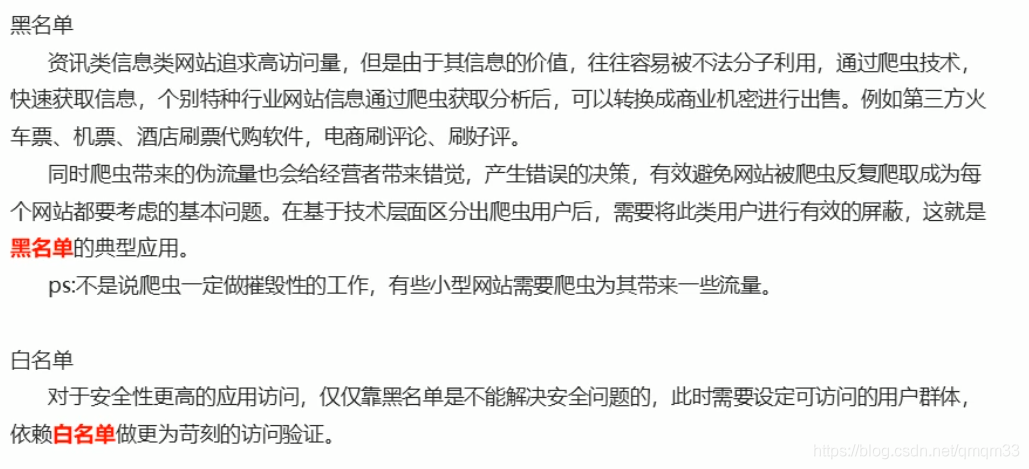 黑名单
资讯类信息类网站追求高访问量，但是由于其信息的价值，往往容易被不法分子利用，通过爬虫技术，
快速获取信息，个别特种行业网站信息通过爬虫获取分析后，可以转换成商业机密进行出售。例如第三方火
车票、机票、酒店刷票代购软件，电商刷评论、刷好评。
同时爬虫带来的伪流量也会给经营者带来错觉，产生错误的决策，有效避免网站被爬虫反复爬取成为每
个网站都要考虑的基本问题。在基于技术层面区分出爬虫用户后，需要将此类用户进行有效的屏蔽，这就是
黑名单的典型应用。
ps:不是说爬虫一定做摧毁性的工作，有些小型网站需要爬虫为其带来一些流量。
白名单
对于安全性更高的应用访问，仅仅靠黑名单是不能解决安全问题的，此时需要设定可访问的用户群体，
依赖白名单做更为苛刻的访问验证。
https://blog.csdn.net/qmqm33